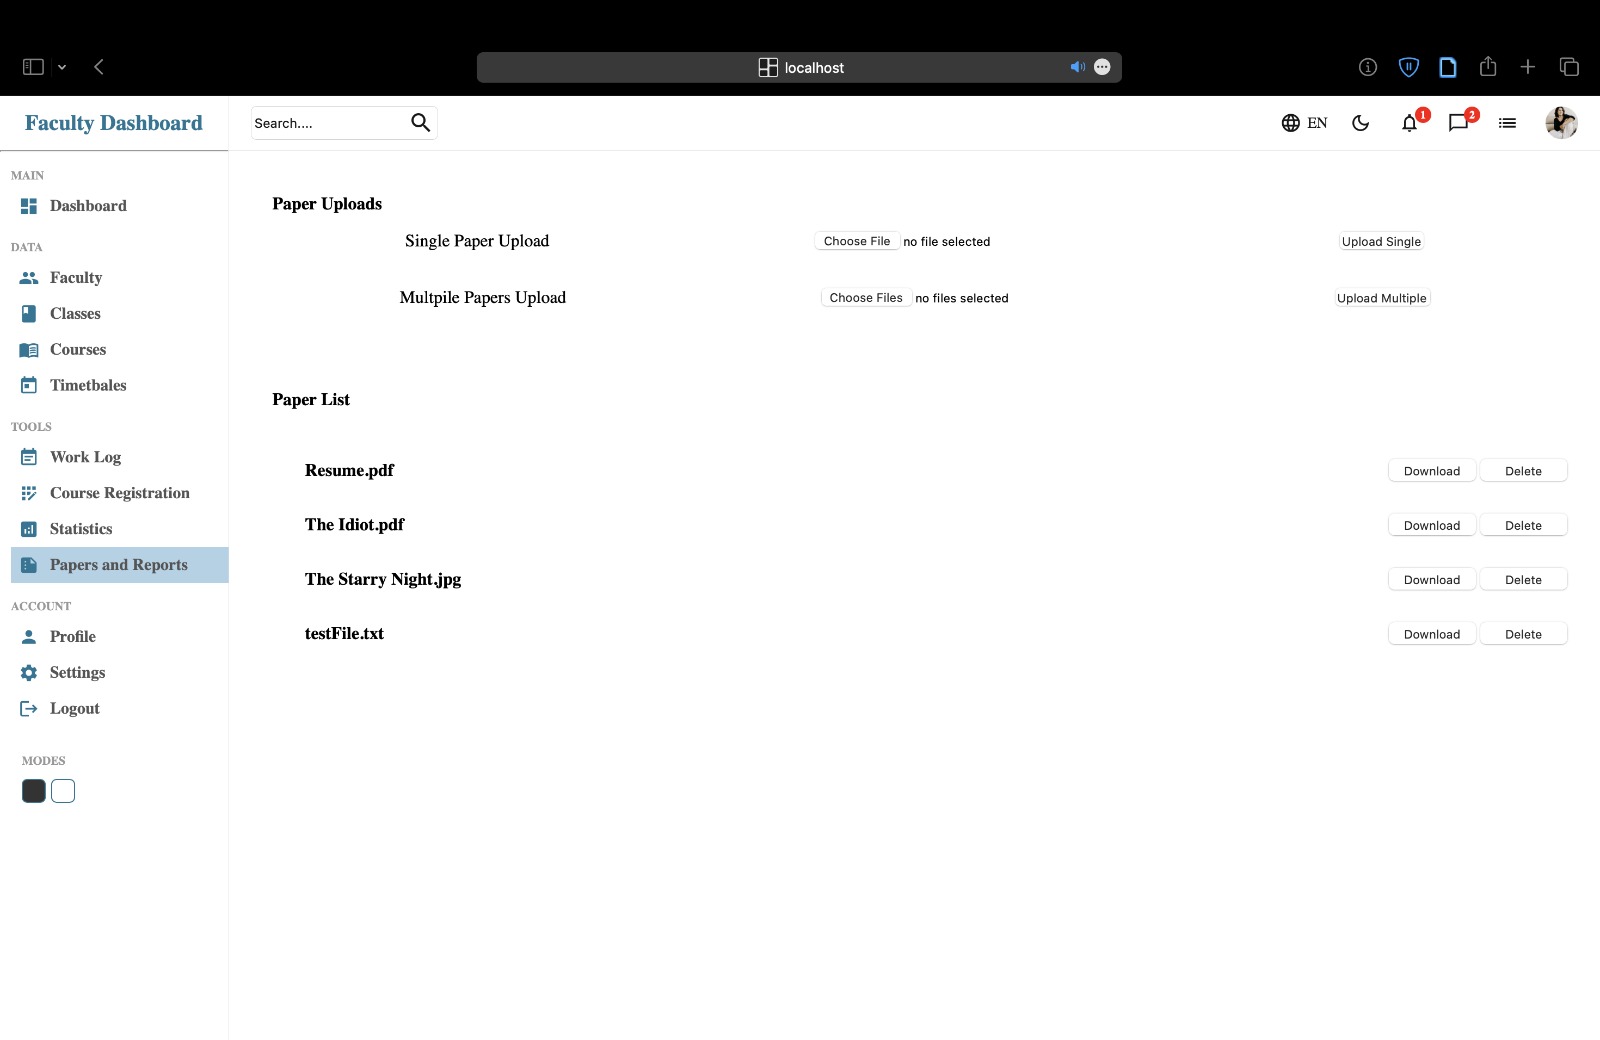 localhost
Faculty Dashboard
Search....
EN
1
2
MAIN
Dashboard
DATA
Faculty
Classes
Courses
Timetbales
TOOLS
Work Log
Course Registration
Statistics
Papers and Reports
ACCOUNT
Profile
Settings
Logout
MODES
Paper Uploads
Single Paper Upload Choose File no file selected Upload Single
Multpile Papers Upload Choose Files no files selected Upload Multiple
Paper List
Resume.pdf Download Delete
The Idiot.pdf Download Delete
The Starry Night.jpg Download Delete
testFile.txt Download Delete